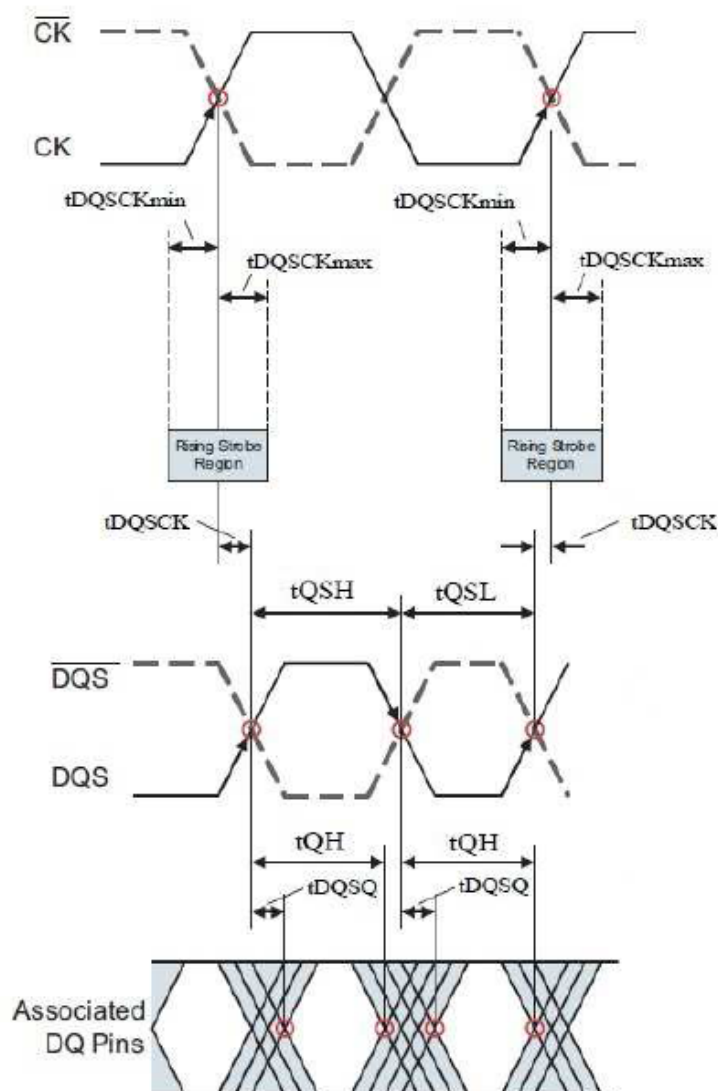 CK
CK
tDQSCKmin
tDQSCKmin
tDQSCKmax
tDQSCKmax
Rising Strobe
Region
Rising Strobe
Region
tDQSCK
tDQSCK
tQSH
tQSL
DQS
DQS
tQH
tQH
tDQSQ
tDQSQ
Associated
DQ Pins